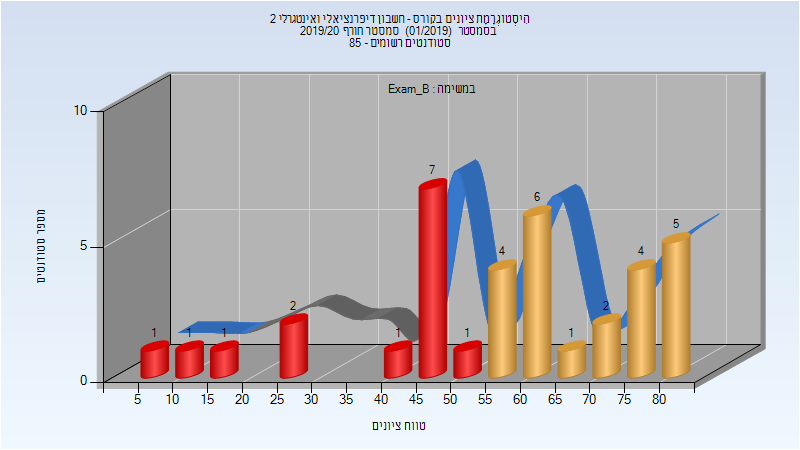 היסטוגרמת ציונים בקורס - חשבון דיפרנציאלי ואינטגרלי 2
בסמסטר (01/2019) סמסטר חורף 2019/20
סטודנטים רשומים - 85
במשימה : Exam_B
מספר סטודנטים
10
5
0
1
1
1
2
1
7
1
4
6
1
2
4
5
5 10 15 20 25 30 35 40 45 50 55 60 65 70 75 80
טווח ציונים